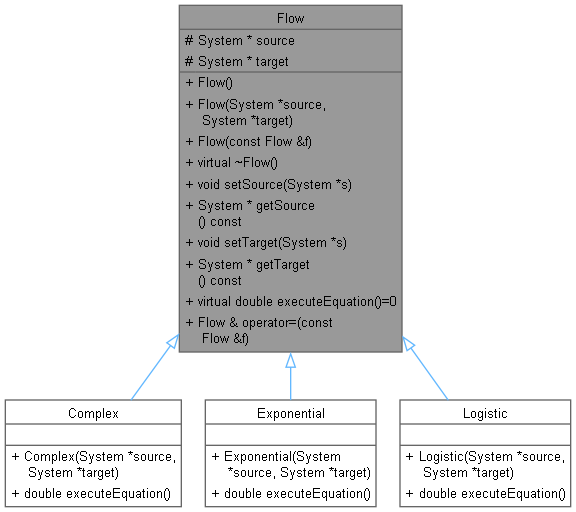 Flow
# System * source
# System * target
+ Flow()
+ Flow(System *source,
System *target)
+ Flow(const Flow &f)
+ virtual ~Flow()
+ void setSource(System *s)
+ System * getSource
() const
+ void setTarget(System *s)
+ System * getTarget
() const
+ virtual double executeEquation()=0
+ Flow & operator=(const
Flow &f)
Complex
+ Complex(System *source,
System *target)
+ double executeEquation()
Exponential
+ Exponential(System
*source, System *target)
+ double executeEquation()
Logistic
+ Logistic(System *source,
System *target)
+ double executeEquation()